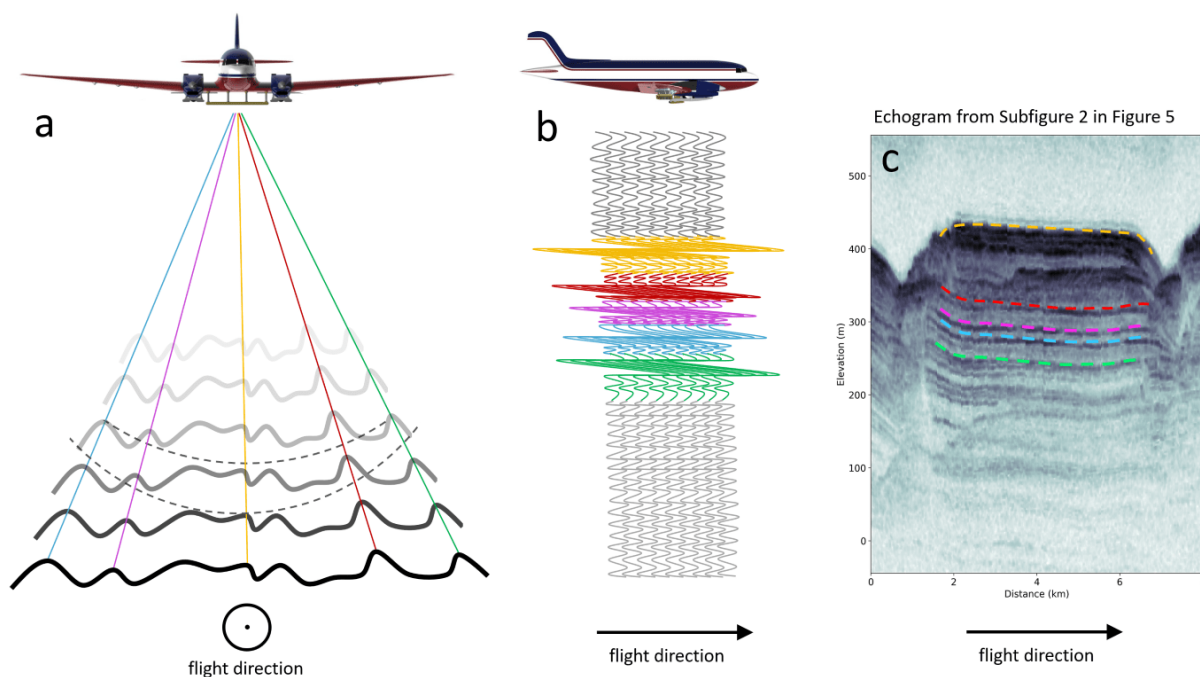 a
b
Echogram from Subfigure 2 in Figure 5
c
500
400
300
200
100
0
Elevation (m)
0
2
4
6
Distance (km)
flight direction
flight direction
flight direction